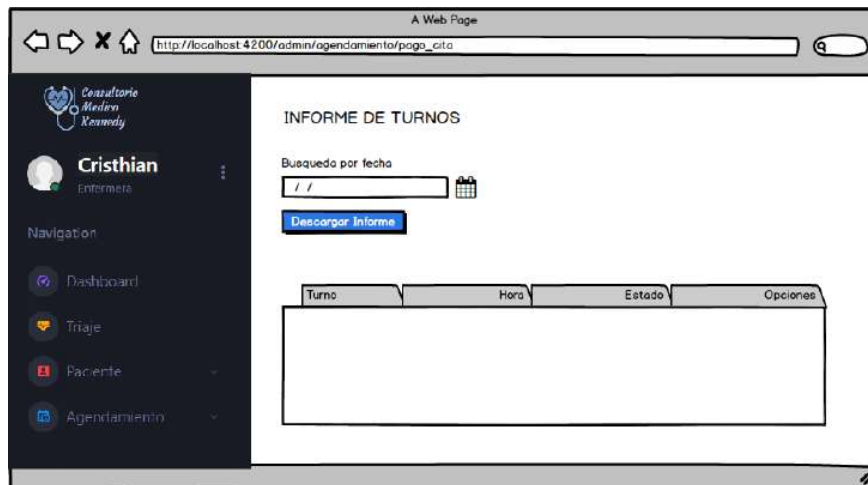 A Web Page
http://localhost:4200/admin/agendamiento/pago_cita
Consultorio
Medico
Kennedy
Cristhian
Enfermera
Navigation
Dashboard
Triaje
Paciente
Agendamiento
INFORME DE TURNOS
Busqueda por fecha
/ /
Descargar Informe
Turno Hora Estado Opciones